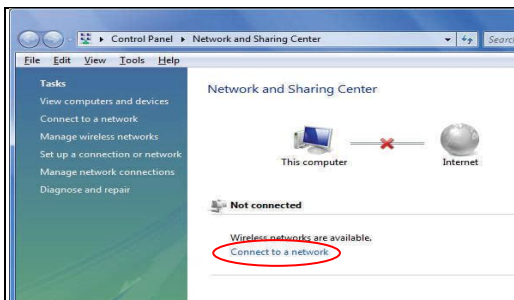 Control Panel ▸ Network and Sharing Center
Searc
File Edit View Tools Help
Tasks
View computers and devices
Connect to a network
Manage wireless networks
Set up a connection or network
Manage network connections
Diagnose and repair
Network and Sharing Center
This computer
Internet
Not connected
Wireless networks are available.
Connect to a network